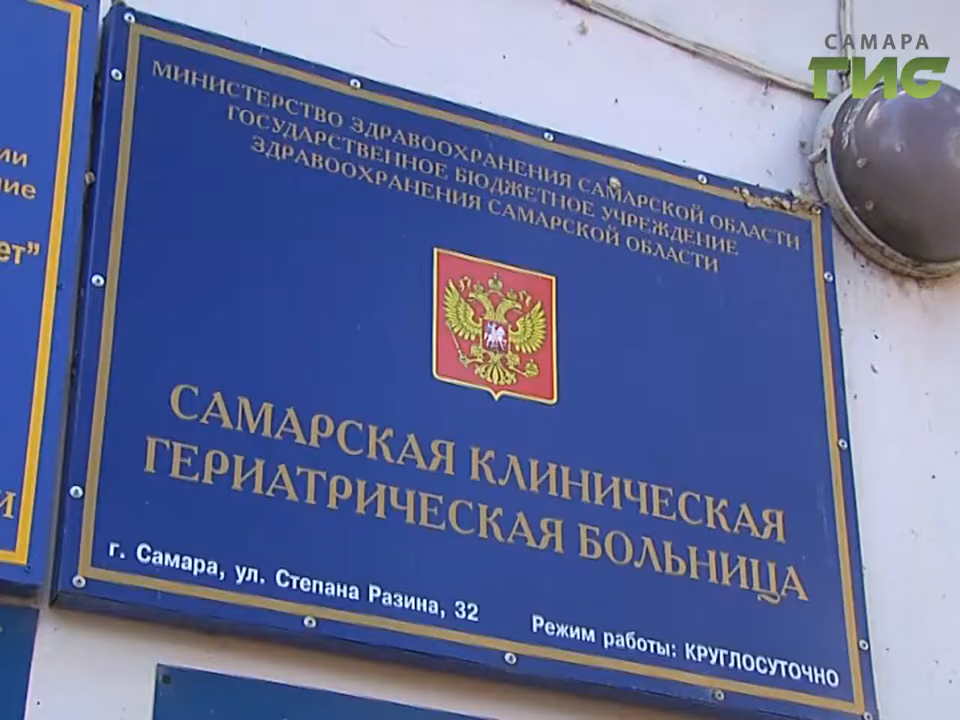 САМАРА
ГИС
МИНИСТЕРСТВО ЗДРАВООХРАНЕНИЯ САМАРСКОЙ ОБЛАСТИ
ГОСУДАРСТВЕННОЕ БЮДЖЕТНОЕ УЧРЕЖДЕНИЕ
ЗДРАВООХРАНЕНИЯ САМАРСКОЙ ОБЛАСТИ
САМАРСКАЯ КЛИНИЧЕСКАЯ
ГЕРИАТРИЧЕСКАЯ БОЛЬНИЦА
г. Самара, ул. Степана Разина, 32
Режим работы: КРУГЛОСУТОЧНО